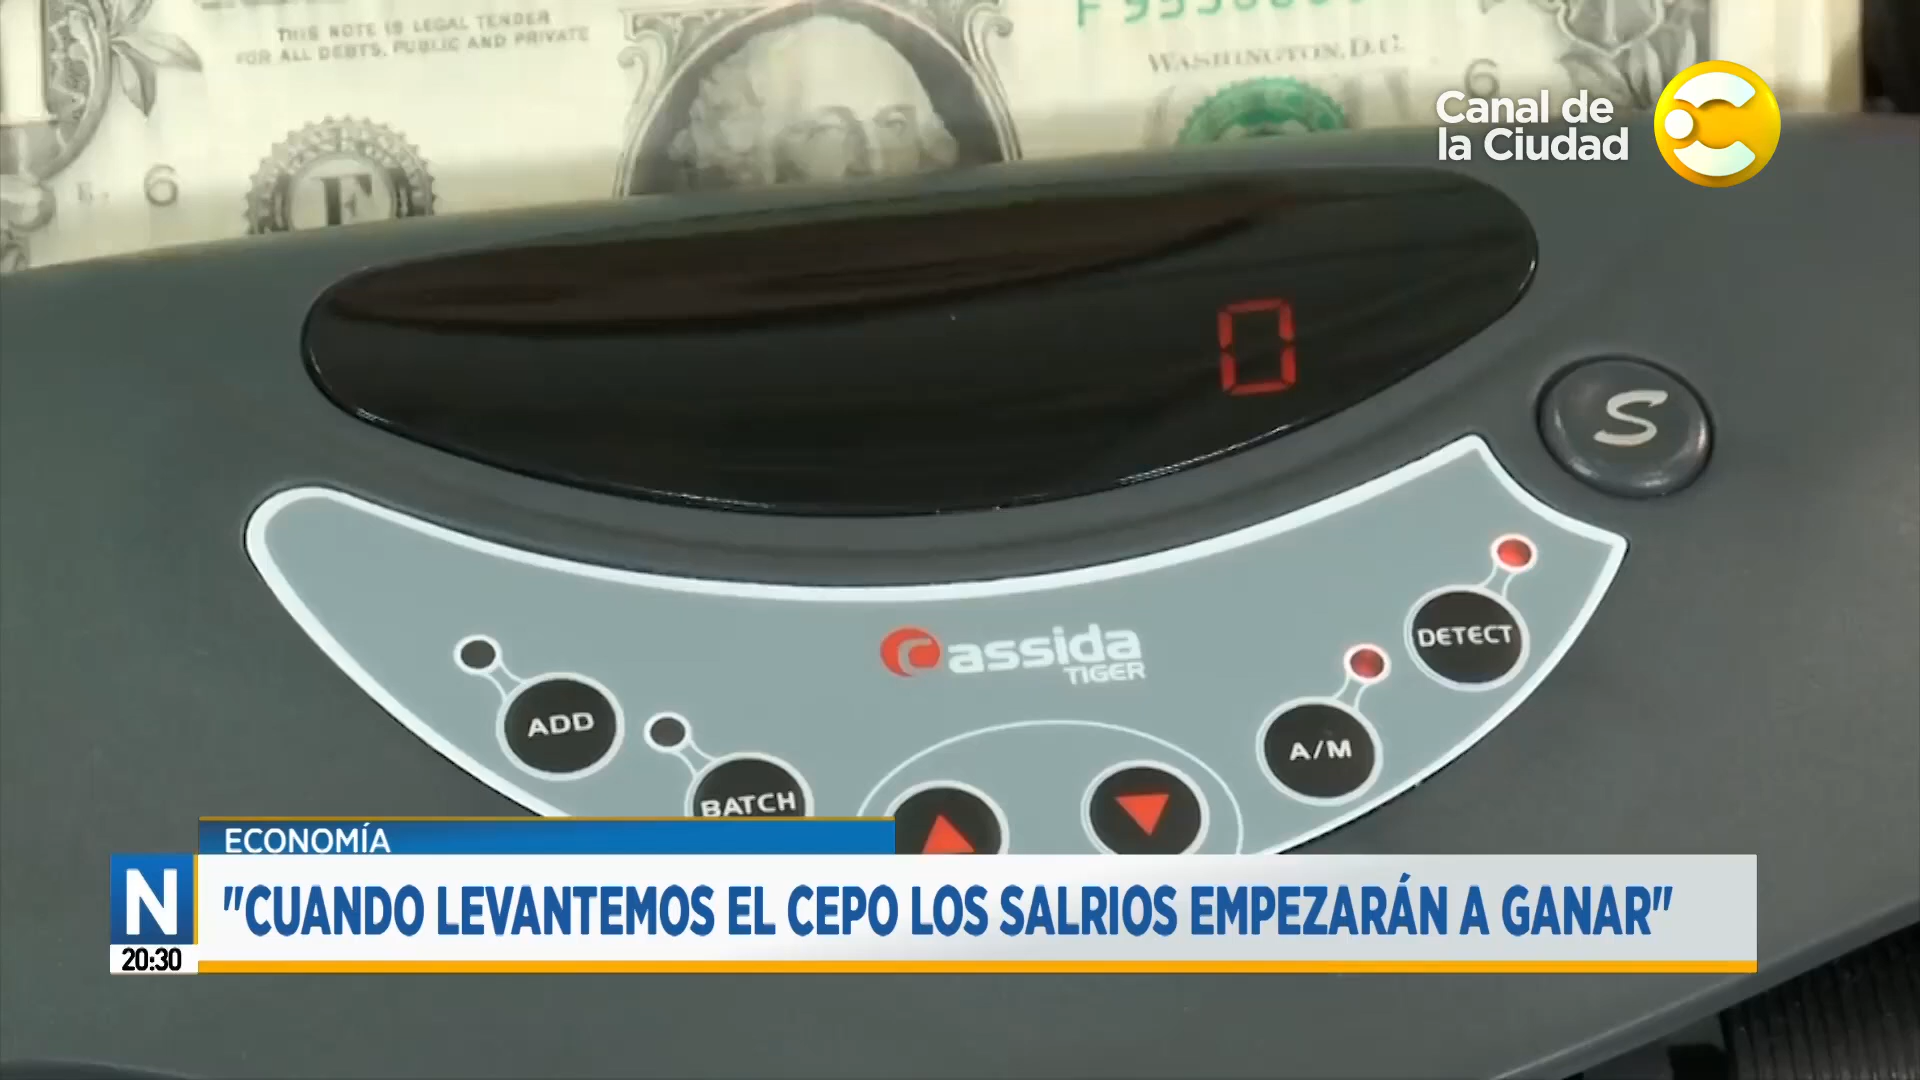 THIS NOTE IS LEGAL TENDER
FOR ALL DEBTS, PUBLIC AND PRIVATE
WASHINGTON, D.C.
6
6
F
Canal de
la Ciudad
0
S
cassida
TIGER
DETECT
ADD
A/M
BATCH
ECONOMÍA
N
"CUANDO LEVANTEMOS EL CEPO LOS SALRIOS EMPEZARÁN A GANAR"
20:30